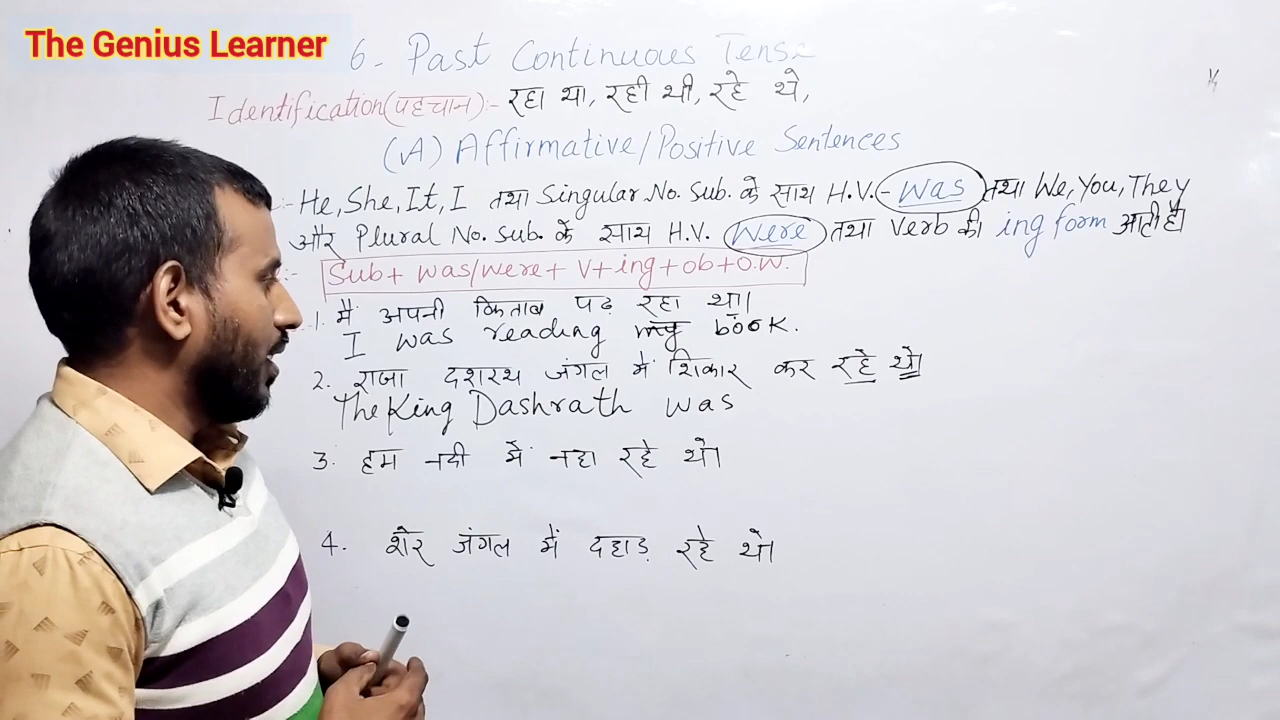 The Genius Learner
6- Past Continuous Tense
Identification(पहचान):- रहा था, रही थी, रहे थे,
(A) Affirmative/Positive Sentences
:- He, She, It, I तथा Singular No. Sub. के साथ H.V.- was तथा We, You, They
और Plural No. Sub. के साथ H.V. were तथा Verb की ing form आती है।
:- Sub + was/were + V + ing + ob + O.W.
1. मैं अपनी किताब पढ़ रहा था।
I was reading my book.
2. राजा दशरथ जंगल में शिकार कर रहे थे।
The King Dashrath was
3. हम नदी में नहा रहे थे।
4. शेर जंगल में दहाड़ रहे थे।